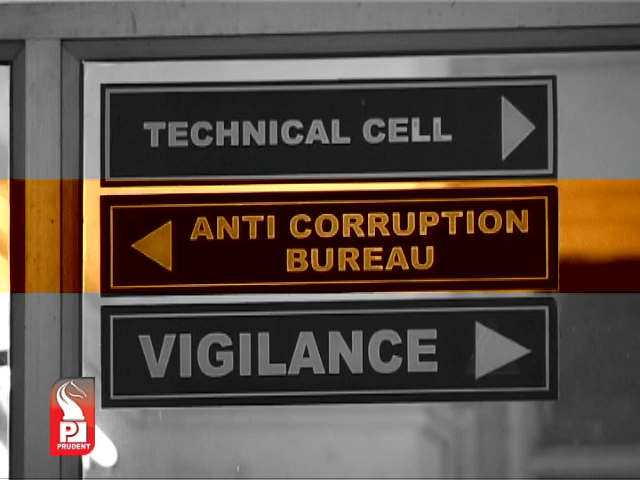 TECHNICAL CELL
ANTI CORRUPTION
BUREAU
VIGILANCE
P
PRUDENT